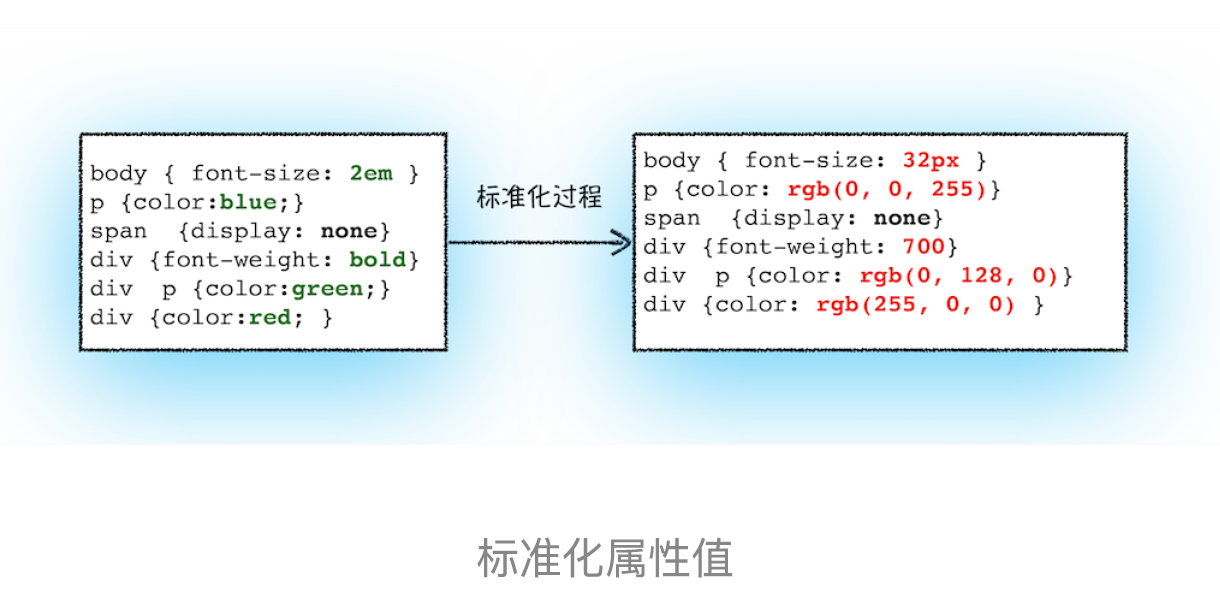 body { font-size: 2em }
p {color:blue;}
span  {display: none}
div {font-weight: bold}
div  p {color:green;}
div {color:red; }
标准化过程
body { font-size: 32px }
p {color: rgb(0, 0, 255)}
span  {display: none}
div {font-weight: 700}
div  p {color: rgb(0, 128, 0)}
div {color: rgb(255, 0, 0) }
标准化属性值